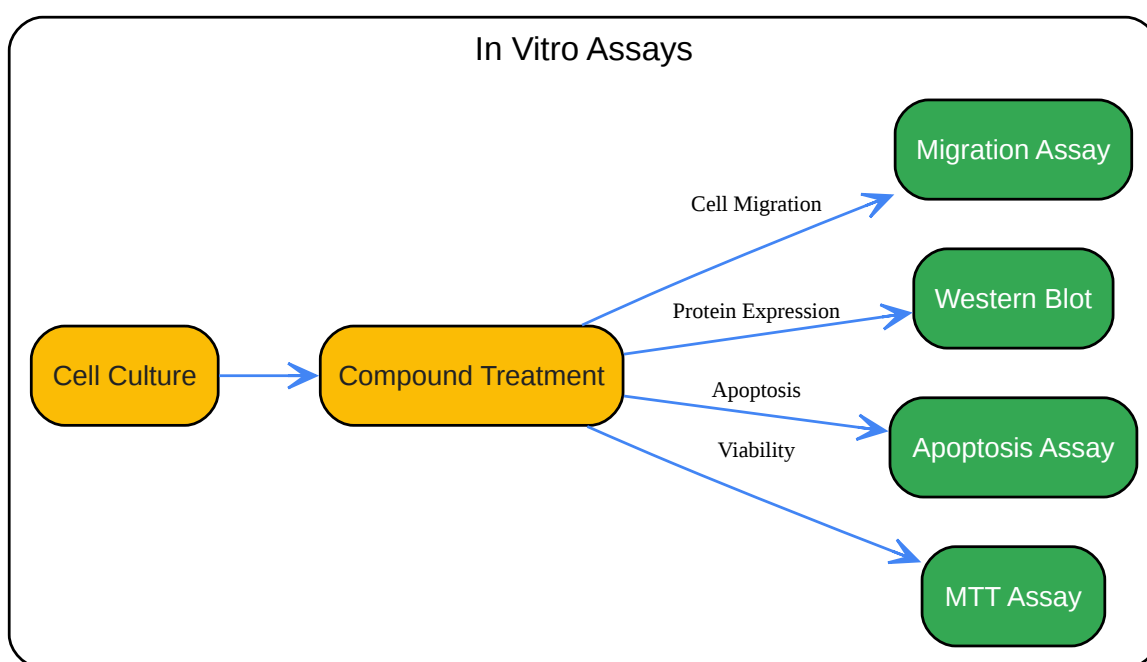 In Vitro Assays
Migration Assay
Cell Migration
Western Blot
Protein Expression
Cell Culture
Compound Treatment
Apoptosis
Apoptosis Assay
Viability
MTT Assay